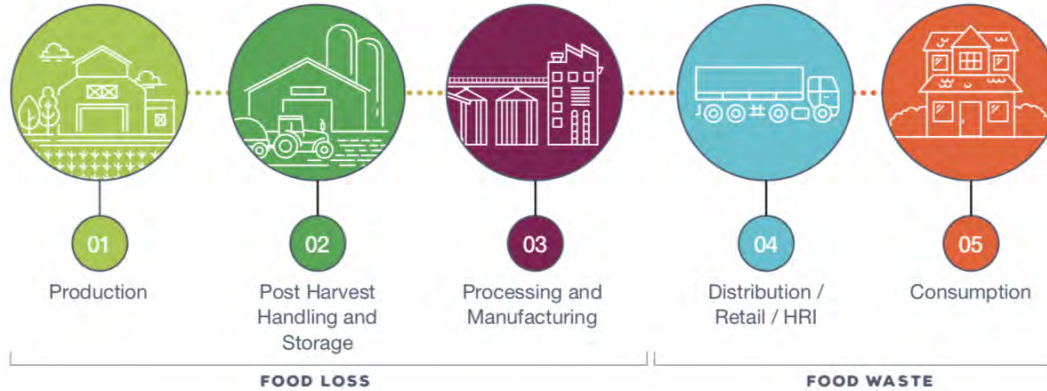 01
02
03
04
05
Production
Post Harvest
Handling and
Storage
Processing and
Manufacturing
Distribution /
Retail / HRI
Consumption
FOOD LOSS
FOOD WASTE